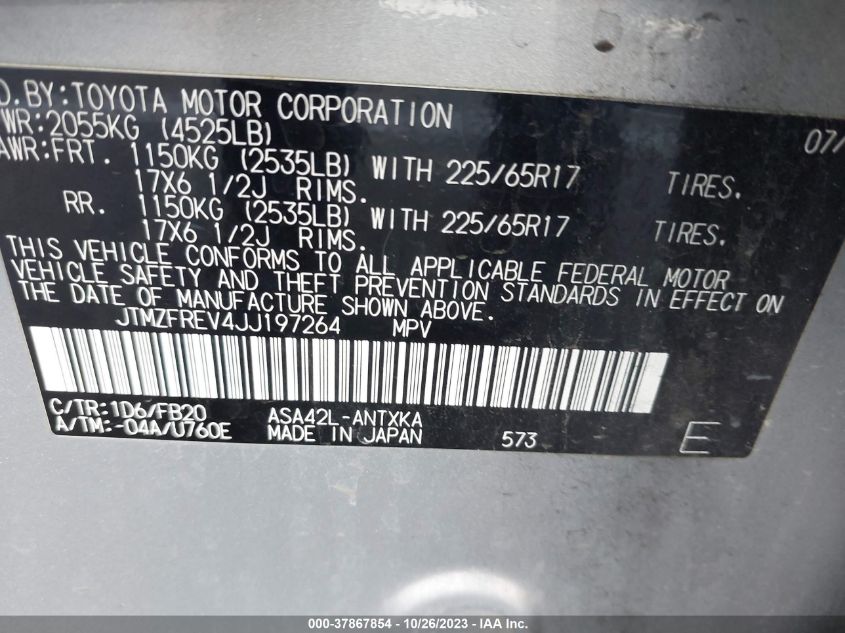 D. BY: TOYOTA MOTOR CORPORATION 07/
WR: 2055KG (4525LB)
AWR: FRT. 1150KG (2535LB) WITH 225/65R17 TIRES.
17X6 1/2J RIMS.
RR. 1150KG (2535LB) WITH 225/65R17 TIRES.
17X6 1/2J RIMS.
THIS VEHICLE CONFORMS TO ALL APPLICABLE FEDERAL MOTOR
VEHICLE SAFETY AND THEFT PREVENTION STANDARDS IN EFFECT ON
THE DATE OF MANUFACTURE SHOWN ABOVE.
JTMZFREV4JJ197264 MPV
C/TR: 1D6/FB20 ASA42L-ANTXKA
A/TM: -04A/U760E MADE IN JAPAN 573 E
000-37867854 - 10/26/2023 - IAA Inc.